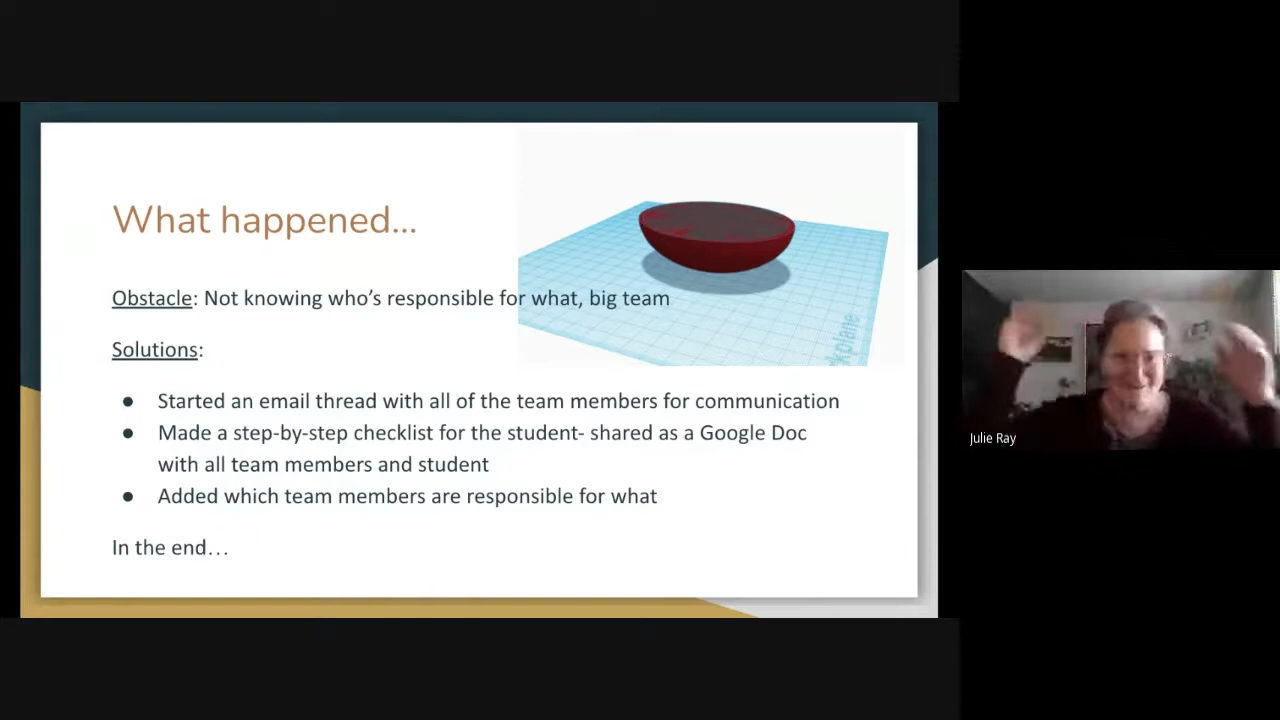 What happened...
Obstacle: Not knowing who's responsible for what, big team
Solutions:
● Started an email thread with all of the team members for communication
● Made a step-by-step checklist for the student- shared as a Google Doc
with all team members and student
● Added which team members are responsible for what
In the end…
kplane
Julie Ray